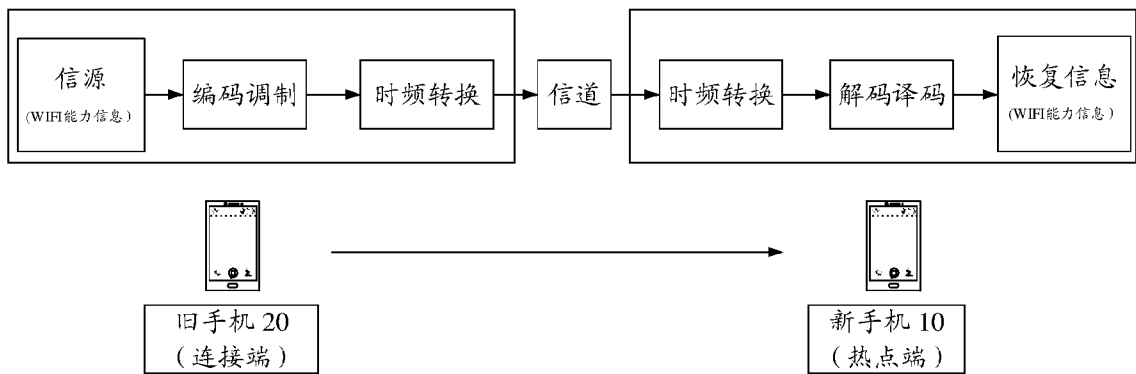 信源
(WIFI能力信息)
编码调制
时频转换
信道
时频转换
解码译码
恢复信息
(WIFI能力信息)
旧手机 20
(连接端)
新手机 10
(热点端)